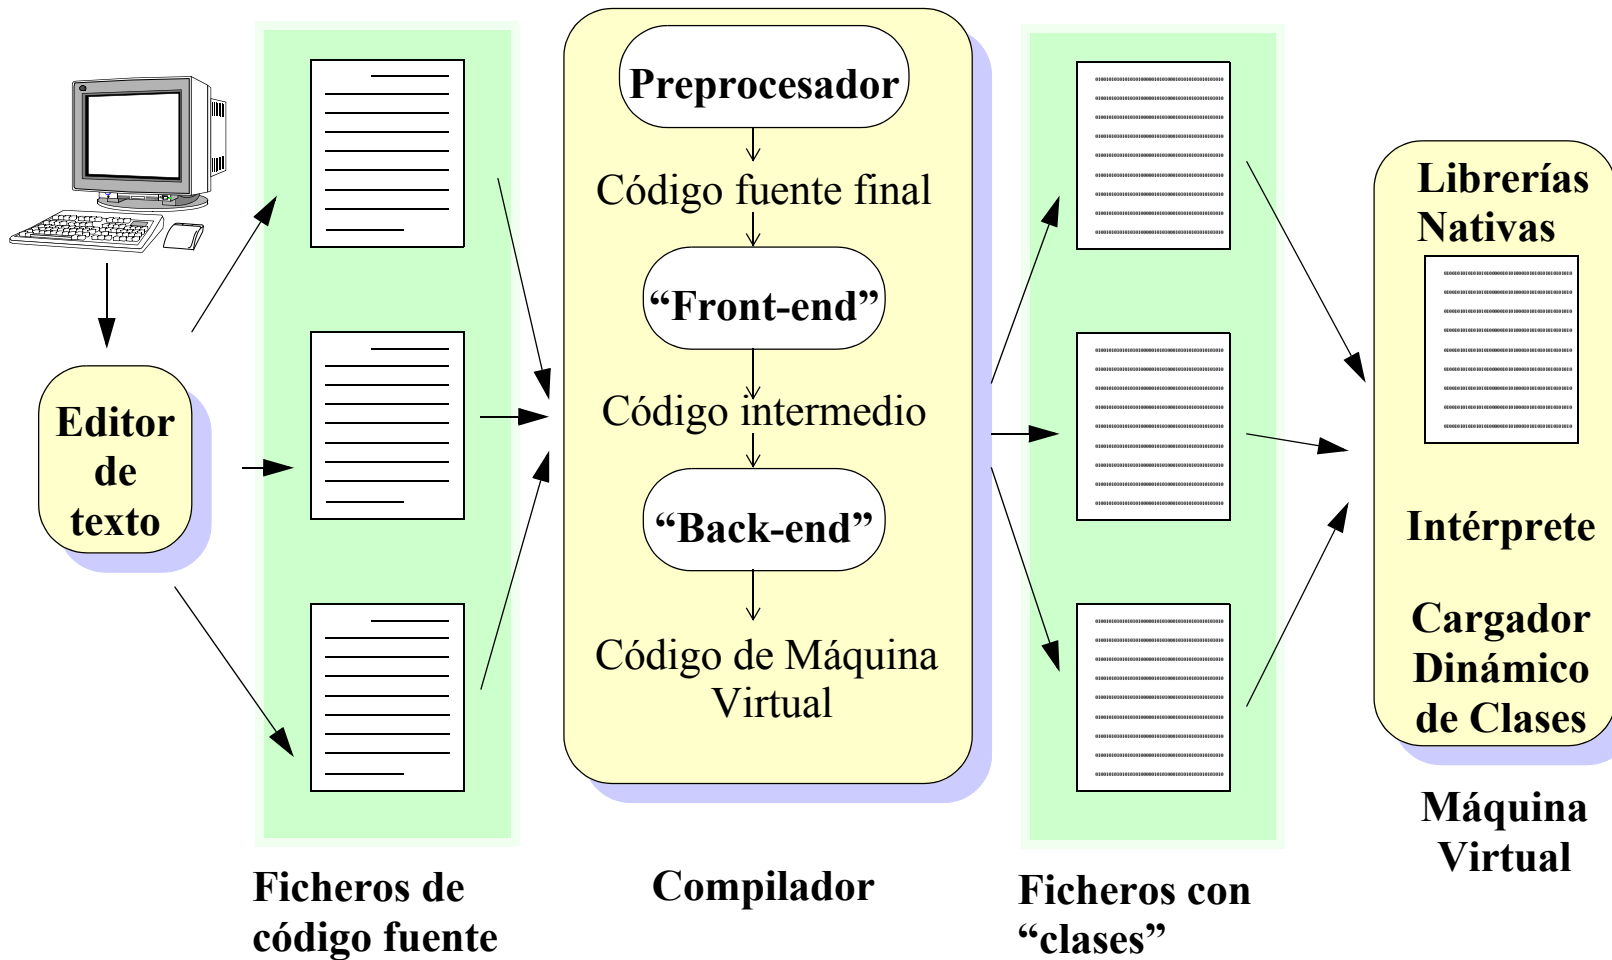 Editor
de
texto
Ficheros de
código fuente
Preprocesador
Código fuente final
“Front-end”
Código intermedio
“Back-end”
Código de Máquina
Virtual
Compilador
Ficheros con
“clases”
Librerías
Nativas
Intérprete
Cargador
Dinámico
de Clases
Máquina
Virtual